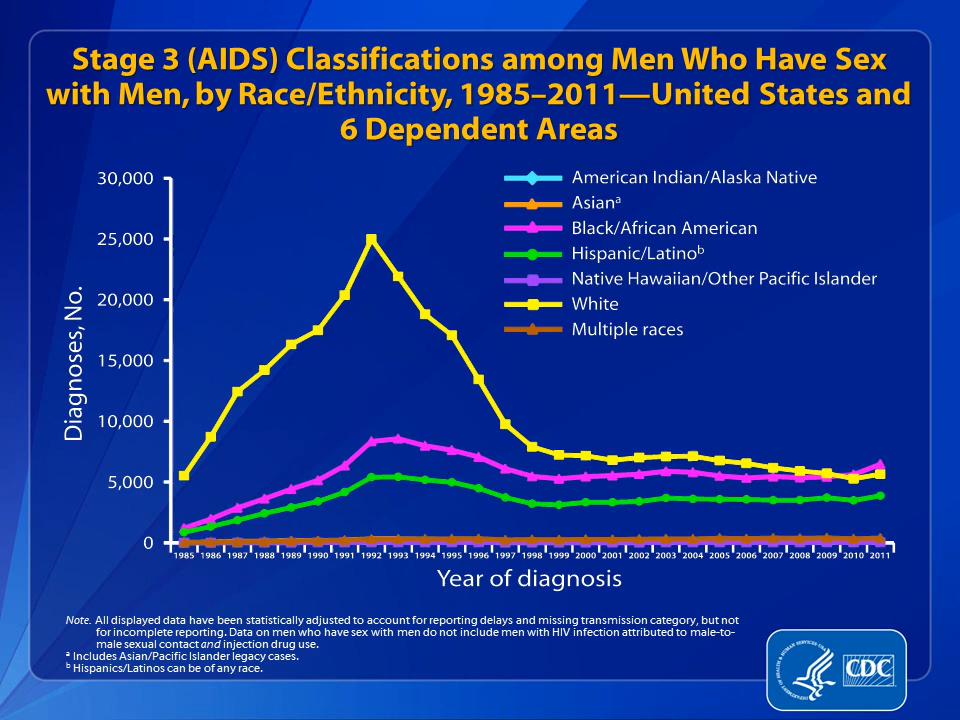 Stage 3 (AIDS) Classifications among Men Who Have Sex
with Men, by Race/Ethnicity, 1985–2011—United States and
6 Dependent Areas
30,000
25,000
20,000
15,000
10,000
5,000
0
Diagnoses, No.
American Indian/Alaska Native
Asianᵃ
Black/African American
Hispanic/Latinoᵇ
Native Hawaiian/Other Pacific Islander
White
Multiple races
1985 1986 1987 1988 1989 1990 1991 1992 1993 1994 1995 1996 1997 1998 1999 2000 2001 2002 2003 2004 2005 2006 2007 2008 2009 2010 2011
Year of diagnosis
Note. All displayed data have been statistically adjusted to account for reporting delays and missing transmission category, but not
for incomplete reporting. Data on men who have sex with men do not include men with HIV infection attributed to male-to-
male sexual contact and injection drug use.
ᵃ Includes Asian/Pacific Islander legacy cases.
ᵇ Hispanics/Latinos can be of any race.
DEPARTMENT OF HEALTH & HUMAN SERVICES USA
CDC